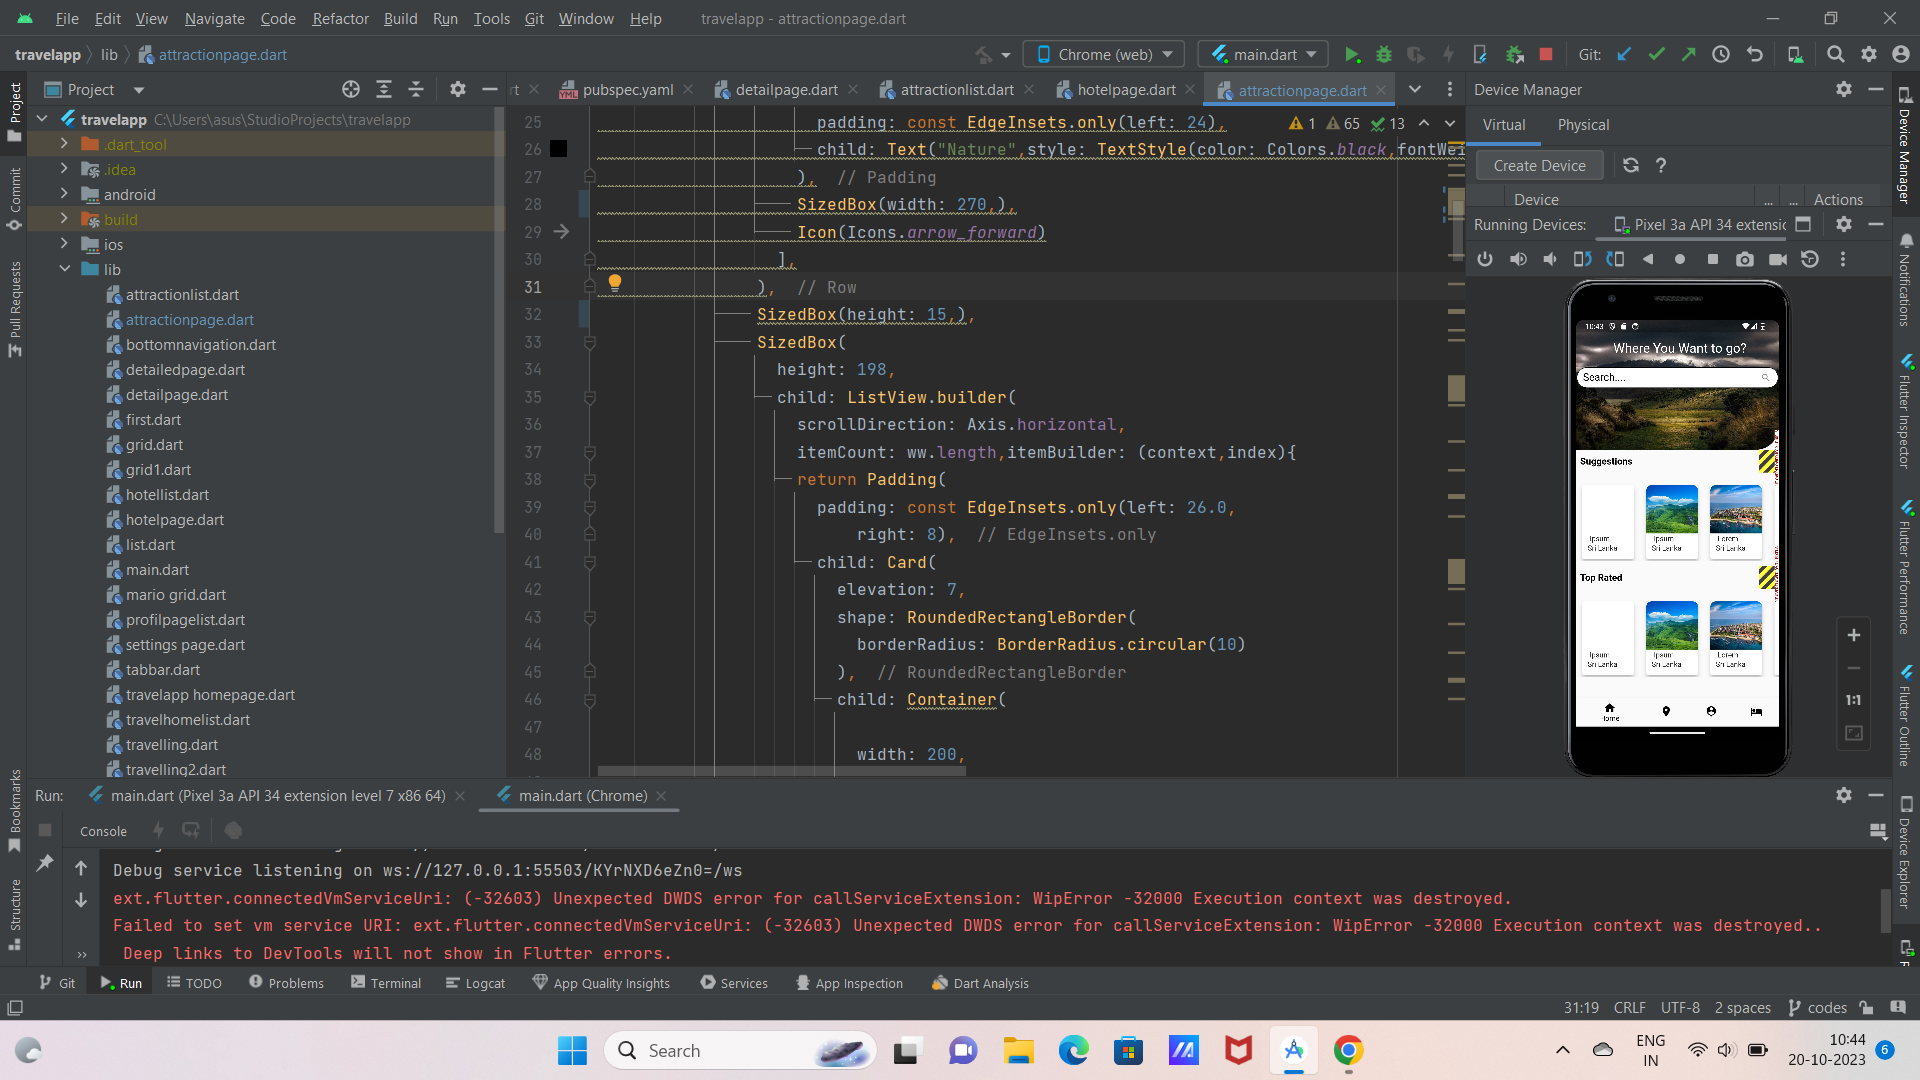 File Edit View Navigate Code Refactor Build Run Tools Git Window Help travelapp - attractionpage.dart
travelapp lib attractionpage.dart Chrome (web) main.dart Git:
Project rt pubspec.yaml detailpage.dart attractionlist.dart hotelpage.dart attractionpage.dart Device Manager
travelapp C:\Users\asus\StudioProjects\travelapp
.dart_tool
.idea
android
build
ios
lib
attractionlist.dart
attractionpage.dart
bottomnavigation.dart
detailedpage.dart
detailpage.dart
first.dart
grid.dart
grid1.dart
hotellist.dart
hotelpage.dart
list.dart
main.dart
mario grid.dart
profilpagelist.dart
settings page.dart
tabbar.dart
travelapp homepage.dart
travelhomelist.dart
travelling.dart
travelling2.dart
Project
Commit
Pull Requests
Bookmarks
Structure
1 65 13
25 padding: const EdgeInsets.only(left: 24),
26 child: Text("Nature",style: TextStyle(color: Colors.black,fontWei
27 ), // Padding
28 SizedBox(width: 270,),
29 Icon(Icons.arrow_forward)
30 ],
31 ), // Row
32 SizedBox(height: 15,),
33 SizedBox(
34 height: 198,
35 child: ListView.builder(
36 scrollDirection: Axis.horizontal,
37 itemCount: ww.length,itemBuilder: (context,index){
38 return Padding(
39 padding: const EdgeInsets.only(left: 26.0,
40 right: 8), // EdgeInsets.only
41 child: Card(
42 elevation: 7,
43 shape: RoundedRectangleBorder(
44 borderRadius: BorderRadius.circular(10)
45 ), // RoundedRectangleBorder
46 child: Container(
47
48 width: 200,
Virtual Physical
Create Device
Device ... ... Actions
Running Devices: Pixel 3a API 34 extensic
10:43
Where You Want to go?
Search....
Suggestions
Ipsum Ipsum Lorem
Sri Lanka Sri Lanka Sri Lanka
Top Rated
Ipsum Ipsum Lorem
Sri Lanka Sri Lanka Sri Lanka
Home
1:1
Device Manager
Notifications
Flutter Inspector
Flutter Performance
Flutter Outline
Device Explorer
Run: main.dart (Pixel 3a API 34 extension level 7 x86 64) main.dart (Chrome)
Console
Debug service listening on ws://127.0.0.1:55503/KYrNXD6eZn0=/ws
ext.flutter.connectedVmServiceUri: (-32603) Unexpected DWDS error for callServiceExtension: WipError -32000 Execution context was destroyed.
Failed to set vm service URI: ext.flutter.connectedVmServiceUri: (-32603) Unexpected DWDS error for callServiceExtension: WipError -32000 Execution context was destroyed..
Deep links to DevTools will not show in Flutter errors.
Git Run TODO Problems Terminal Logcat App Quality Insights Services App Inspection Dart Analysis
31:19 CRLF UTF-8 2 spaces codes
Search
ENG
IN
10:44
20-10-2023
6